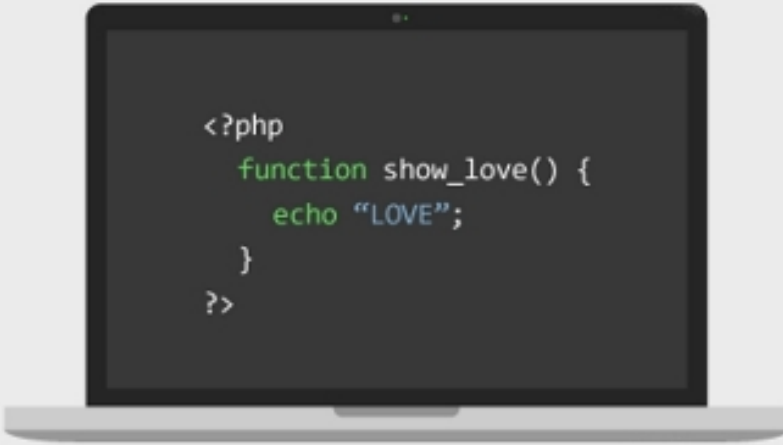 <?php
function show_love() {
echo “LOVE”;
}
?>